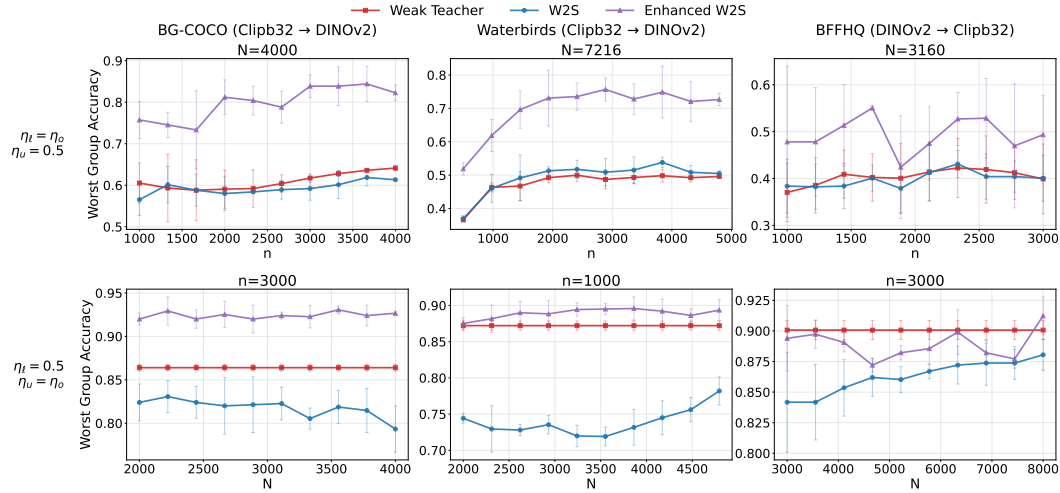 Weak Teacher W2S Enhanced W2S
BG-COCO (Clipb32 → DINOv2)
N=4000
Waterbirds (Clipb32 → DINOv2)
N=7216
BFFHQ (DINOv2 → Clipb32)
N=3160
ηℓ = ηo
ηu = 0.5
Worst Group Accuracy
0.9
0.8
0.7
0.6
0.5
1000 1500 2000 2500 3000 3500 4000
n
0.8
0.7
0.6
0.5
0.4
1000 2000 3000 4000 5000
n
0.6
0.5
0.4
0.3
1000 1500 2000 2500 3000
n
n=3000
n=1000
n=3000
ηℓ = 0.5
ηu = ηo
Worst Group Accuracy
0.95
0.90
0.85
0.80
2000 2500 3000 3500 4000
N
0.90
0.85
0.80
0.75
0.70
2000 2500 3000 3500 4000 4500
N
0.925
0.900
0.875
0.850
0.825
0.800
3000 4000 5000 6000 7000 8000
N